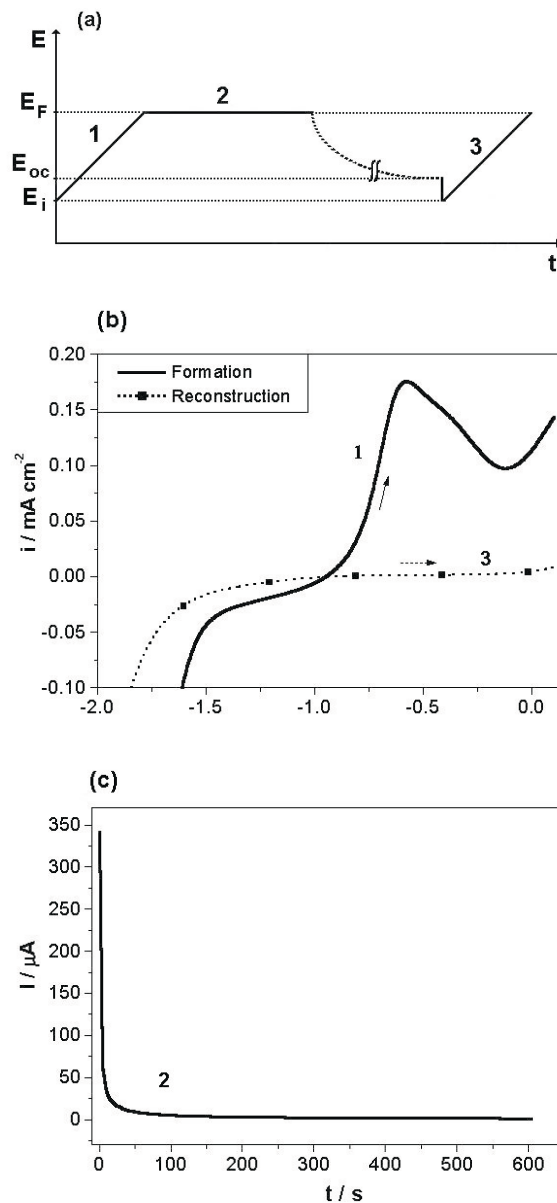 (a)
E
E_F
2
1
3
E_oc
E_i
t
(b)
0.20
Formation
Reconstruction
0.15
1
i / mA cm⁻²
0.10
0.05
3
0.00
-0.05
-0.10
-2.0 -1.5 -1.0 -0.5 0.0
(c)
350
300
250
200
I / µA
150
100
50
2
0
0 100 200 300 400 500 600
t / s